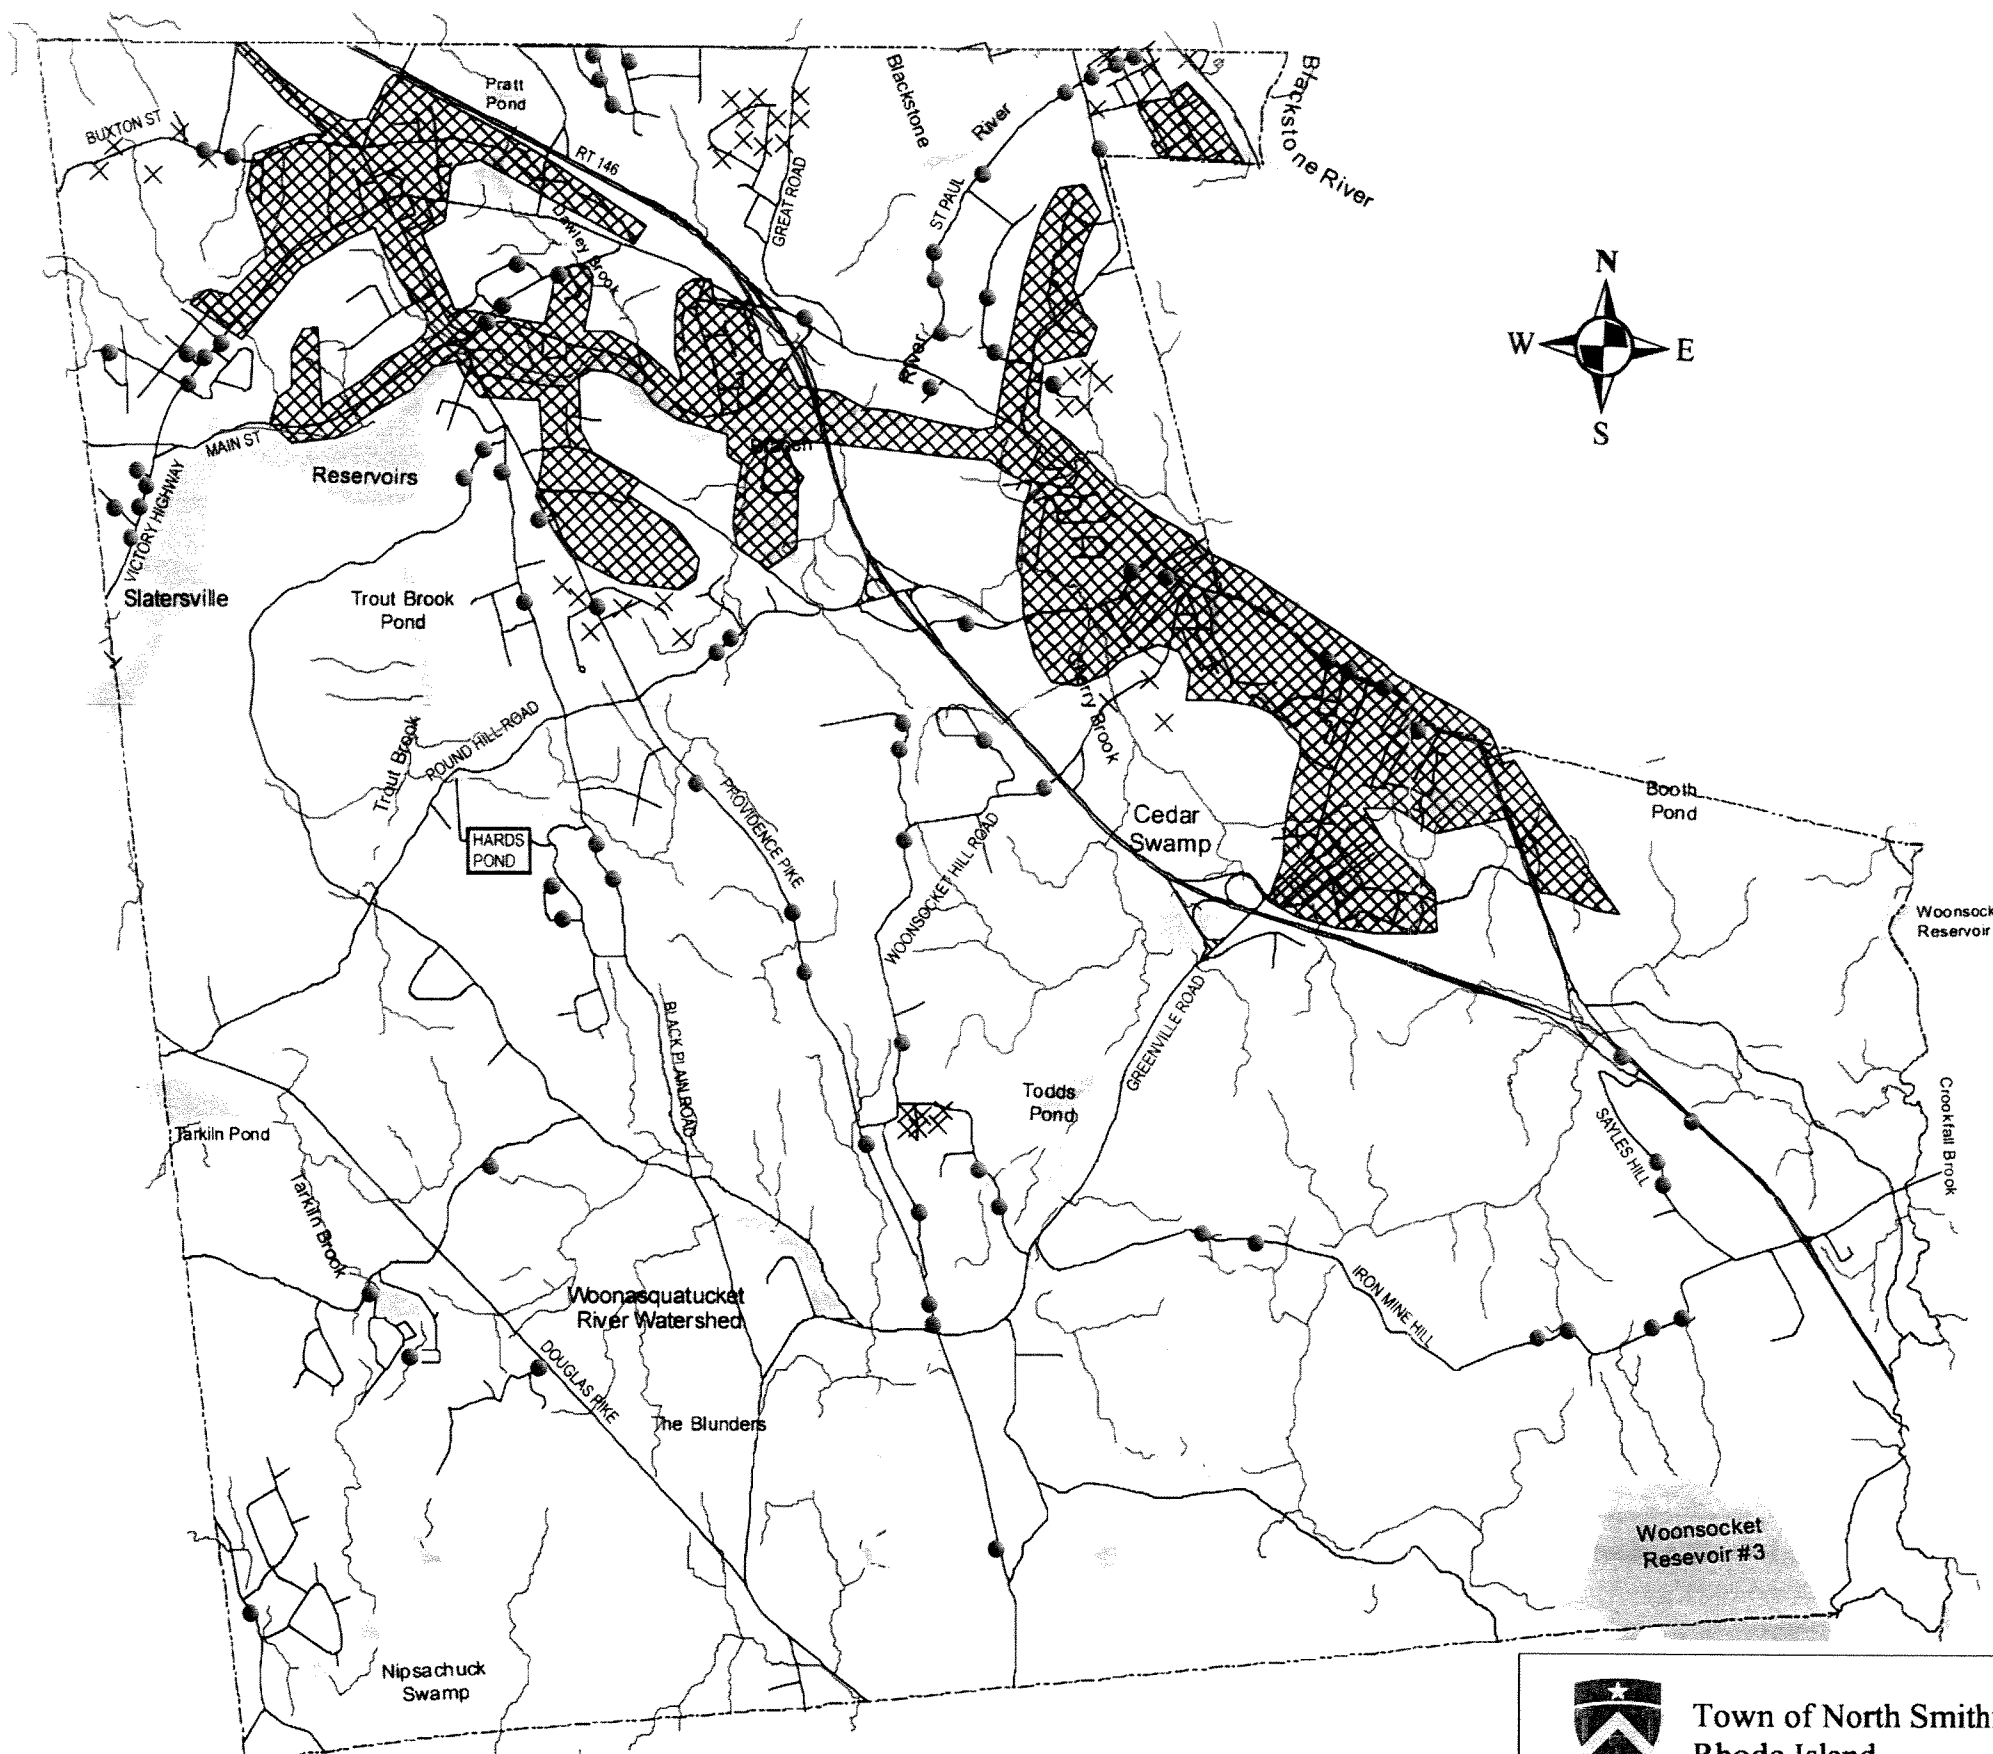 Pratt
Pond
BUXTON ST
RT 146
GREAT ROAD
Blackstone
River
ST PAUL
River
Blackstone River
N
W
E
S
MAIN ST
Reservoirs
VICTORY HIGHWAY
Slatersville
Trout Brook
Pond
Trout Brook
ROUND HILL ROAD
HARDS
POND
PROVIDENCE PIKE
WOONSOCKET HILL ROAD
Cedar
Swamp
Booth
Pond
Woonsock
Reservoir
BLACK PLAIN ROAD
GREENVILLE ROAD
Todds
Pond
Crookfall Brook
SAYLES HILL
Tarkiln Pond
Tarkiln Brook
Woonasquatucket
River Watershed
IRON MINE HILL
DOUGLAS PIKE
The Blunders
Woonsocket
Resevoir #3
Nipsachuck
Swamp
Town of North Smith
Rhode Island